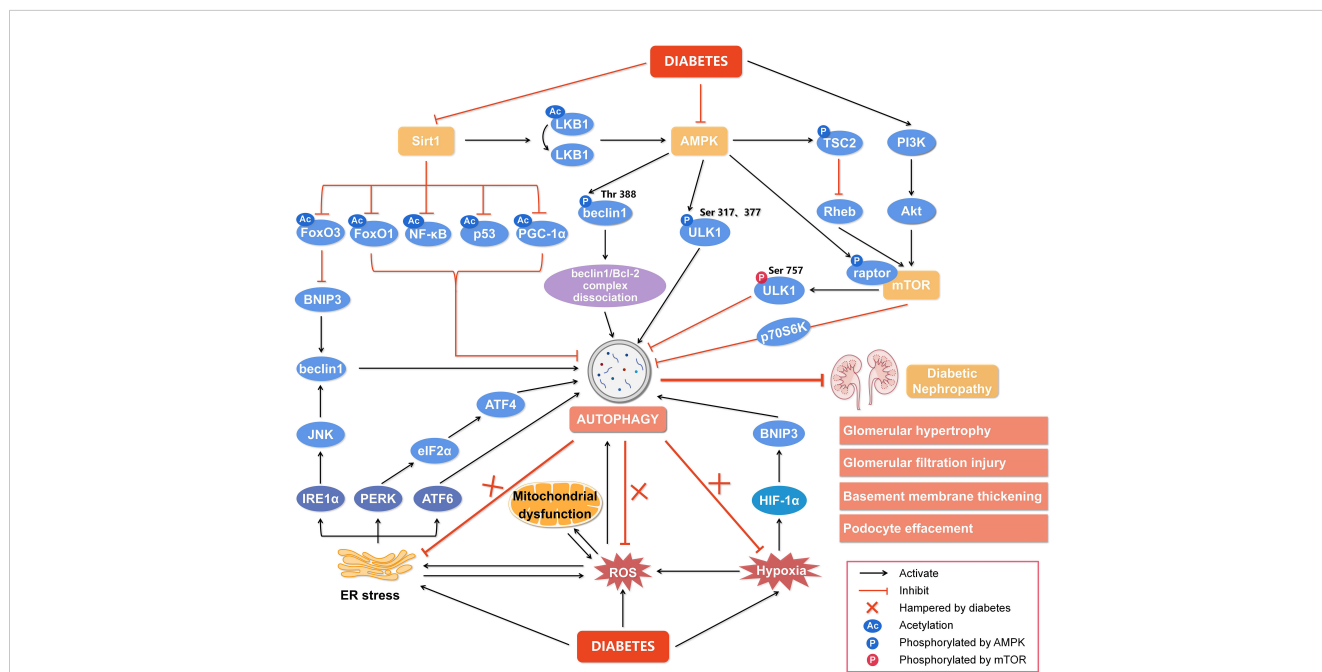 DIABETES
Sirt1
Ac
LKB1
LKB1
AMPK
P
TSC2
PI3K
Thr 388
P
beclin1
Ser 317、377
P
ULK1
Rheb
Akt
Ac
FoxO3
Ac
FoxO1
Ac
NF-κB
Ac
p53
Ac
PGC-1α
beclin1/Bcl-2
complex
dissociation
P
raptor
mTOR
Ser 757
P
ULK1
p70S6K
BNIP3
beclin1
Diabetic
Nephropathy
ATF4
AUTOPHAGY
BNIP3
JNK
eIF2α
Glomerular hypertrophy
Glomerular filtration injury
Basement membrane thickening
Podocyte effacement
IRE1α
PERK
ATF6
Mitochondrial
dysfunction
HIF-1α
ROS
Hypoxia
ER stress
DIABETES
Activate
Inhibit
Hampered by diabetes
Ac
Acetylation
P
Phosphorylated by AMPK
P
Phosphorylated by mTOR